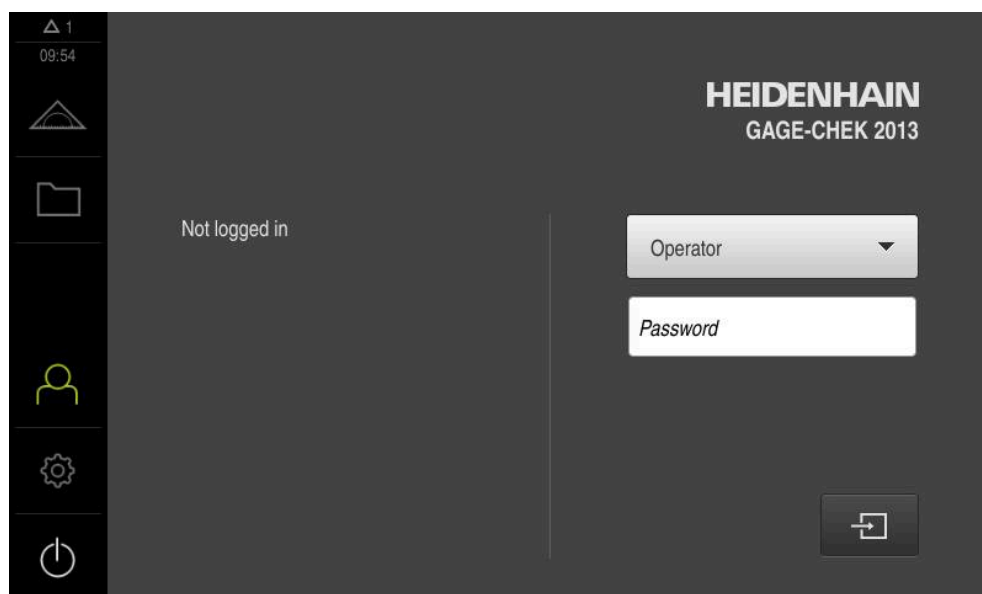 1
09:54
HEIDENHAIN
GAGE-CHEK 2013
Not logged in
Operator
Password